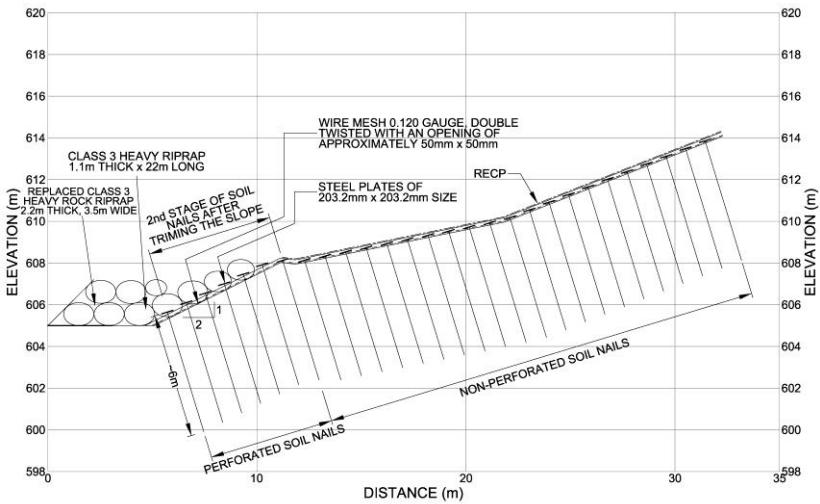 620
620
618
618
616
616
614
614
612
612
610
610
608
608
606
606
604
604
602
602
600
600
598
598
ELEVATION (m)
ELEVATION (m)
WIRE MESH 0.120 GAUGE, DOUBLE
TWISTED WITH AN OPENING OF
APPROXIMATELY 50mm x 50mm
CLASS 3 HEAVY RIPRAP
1.1m THICK x 22m LONG
REPLACED CLASS 3
HEAVY ROCK RIPRAP
2.2m THICK, 3.5m WIDE
2nd STAGE OF SOIL
NAILS AFTER
TRIMING THE SLOPE
STEEL PLATES OF
203.2mm x 203.2mm SIZE
RECP
1
2
~6m
PERFORATED SOIL NAILS
NON-PERFORATED SOIL NAILS
0
10
20
30
35
DISTANCE (m)